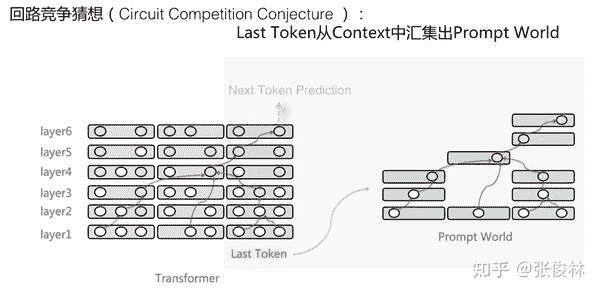 回路竞争猜想（Circuit Competition Conjecture ）：
Last Token从Context中汇集出Prompt World
Next Token Prediction
layer6
layer5
layer4
layer3
layer2
layer1
Last Token
Transformer
Prompt World
知乎 @张俊林